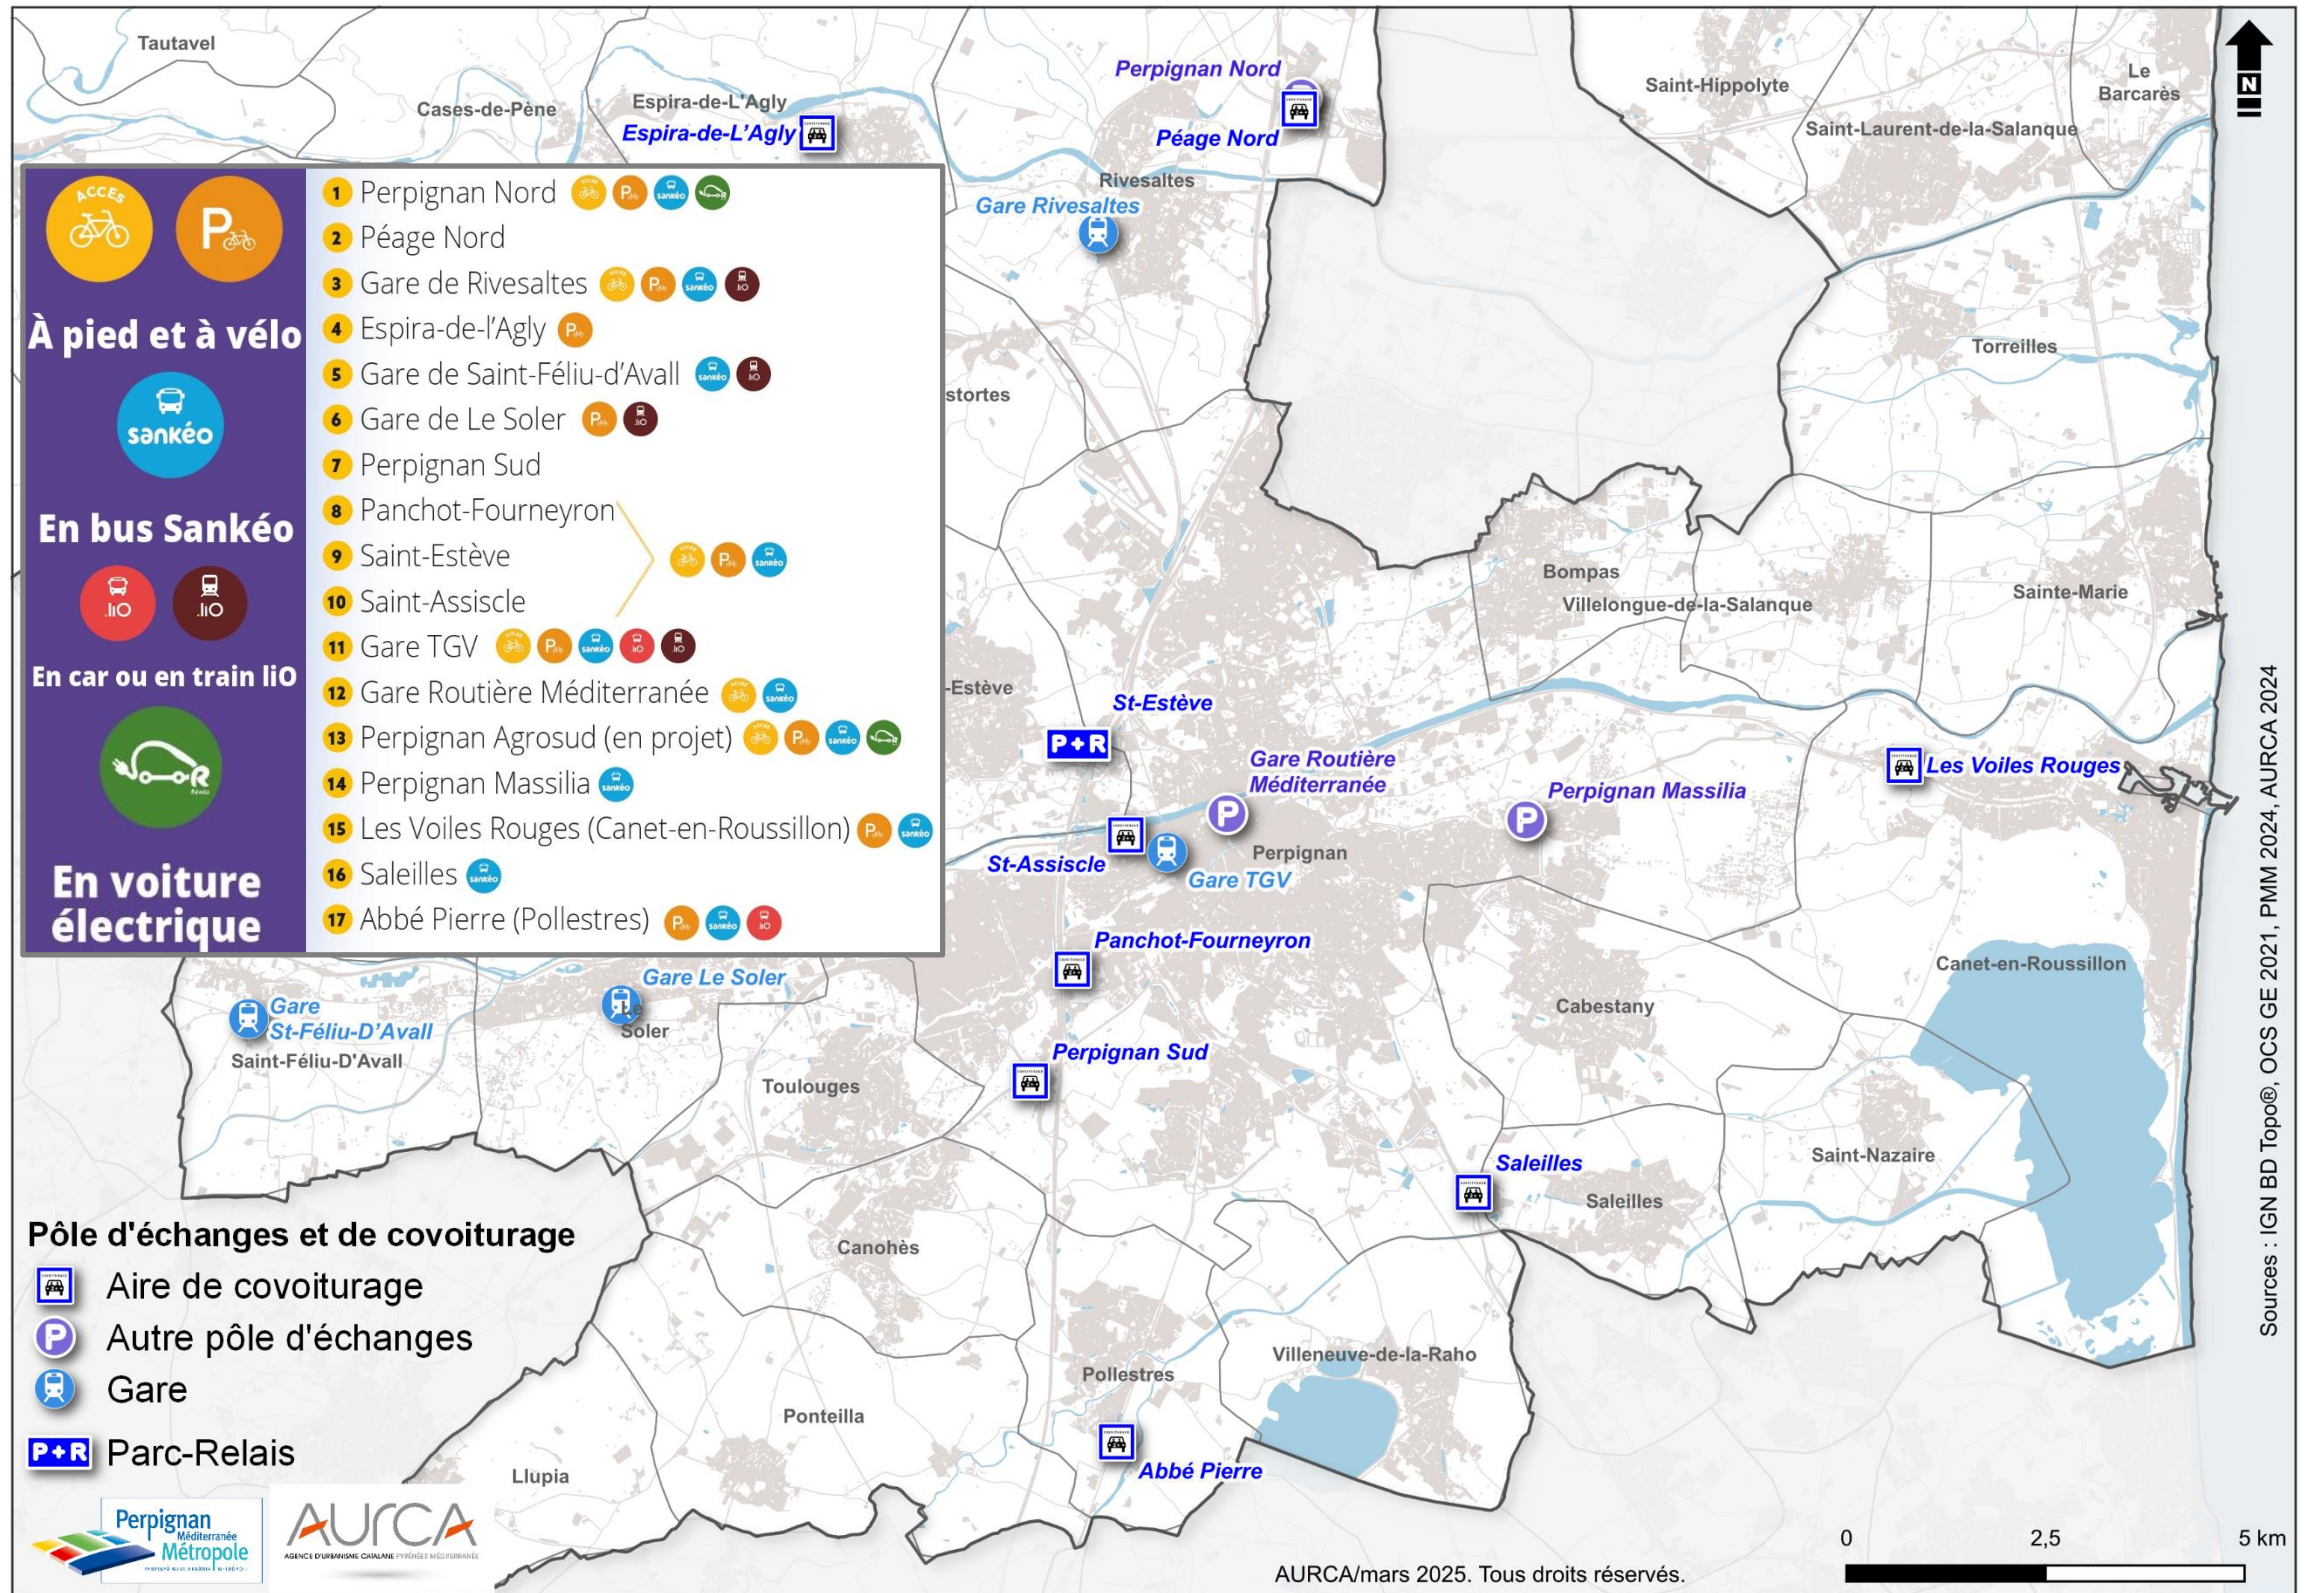 Tautavel
Cases-de-Pène
Espira-de-L'Agly
Espira-de-L'Agly
Perpignan Nord
Péage Nord
Rivesaltes
Gare Rivesaltes
Saint-Hippolyte
Le
Barcarès
Saint-Laurent-de-la-Salanque
N
ACCES
P
À pied et à vélo
sankéo
En bus Sankéo
.liO
.liO
En car ou en train liO
R
En voiture
électrique
1 Perpignan Nord
2 Péage Nord
3 Gare de Rivesaltes
4 Espira-de-l'Agly
5 Gare de Saint-Féliu-d'Avall
6 Gare de Le Soler
7 Perpignan Sud
8 Panchot-Fourneyron
9 Saint-Estève
10 Saint-Assiscle
11 Gare TGV
12 Gare Routière Méditerranée
13 Perpignan Agrosud (en projet)
14 Perpignan Massilia
15 Les Voiles Rouges (Canet-en-Roussillon)
16 Saleilles
17 Abbé Pierre (Pollestres)
stortes
Torreilles
Bompas
Villelongue-de-la-Salanque
Sainte-Marie
-Estève
St-Estève
P+R
Gare Routière
Méditerranée
P
Perpignan Massilia
P
Les Voiles Rouges
St-Assiscle
Perpignan
Gare TGV
Panchot-Fourneyron
Canet-en-Roussillon
Cabestany
Gare Le Soler
Le
Soler
Gare
St-Féliu-D'Avall
Saint-Féliu-D'Avall
Perpignan Sud
Toulouges
Saint-Nazaire
Saleilles
Saleilles
Canohès
Pollestres
Villeneuve-de-la-Raho
Ponteilla
Abbé Pierre
Llupia
Pôle d'échanges et de covoiturage
Aire de covoiturage
P Autre pôle d'échanges
Gare
P+R Parc-Relais
Perpignan
Méditerranée
Métropole
AURCA
AGENCE D'URBANISME CATALANE PYRÉNÉES MÉDITERRANÉE
AURCA/mars 2025. Tous droits réservés.
0 2,5 5 km
Sources : IGN BD Topo®, OCS GE 2021, PMM 2024, AURCA 2024